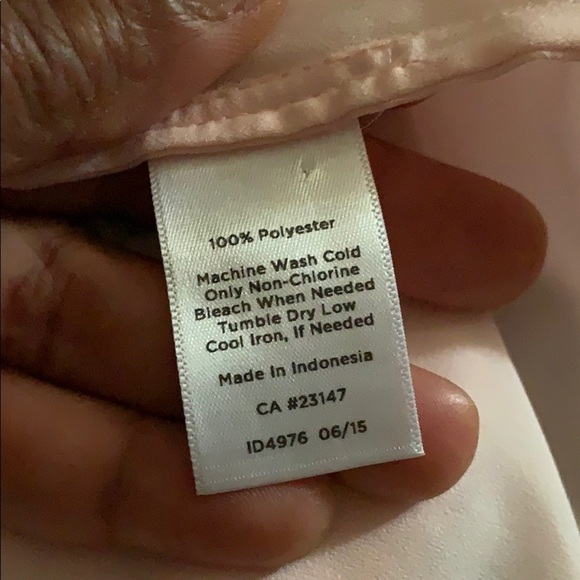 100% Polyester
Machine Wash Cold
Only Non-Chlorine
Bleach When Needed
Tumble Dry Low
Cool Iron, If Needed
Made In Indonesia
CA #23147
ID4976 06/15